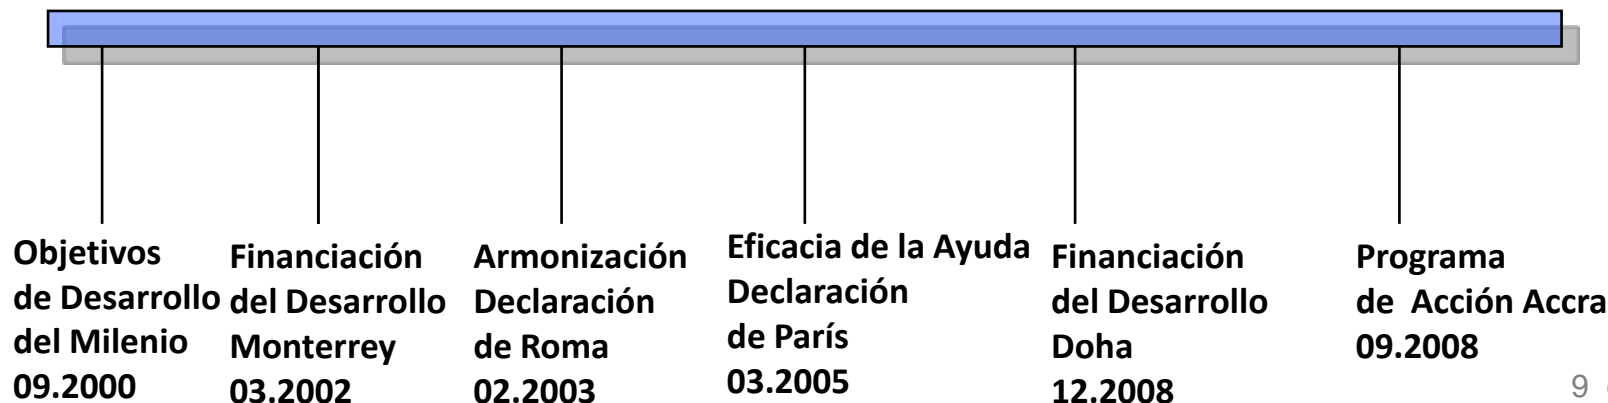 Objetivos
de Desarrollo
del Milenio
09.2000
Financiación
del Desarrollo
Monterrey
03.2002
Armonización
Declaración
de Roma
02.2003
Eficacia de la Ayuda
Declaración
de París
03.2005
Financiación
del Desarrollo
Doha
12.2008
Programa
de Acción Accra
09.2008
9